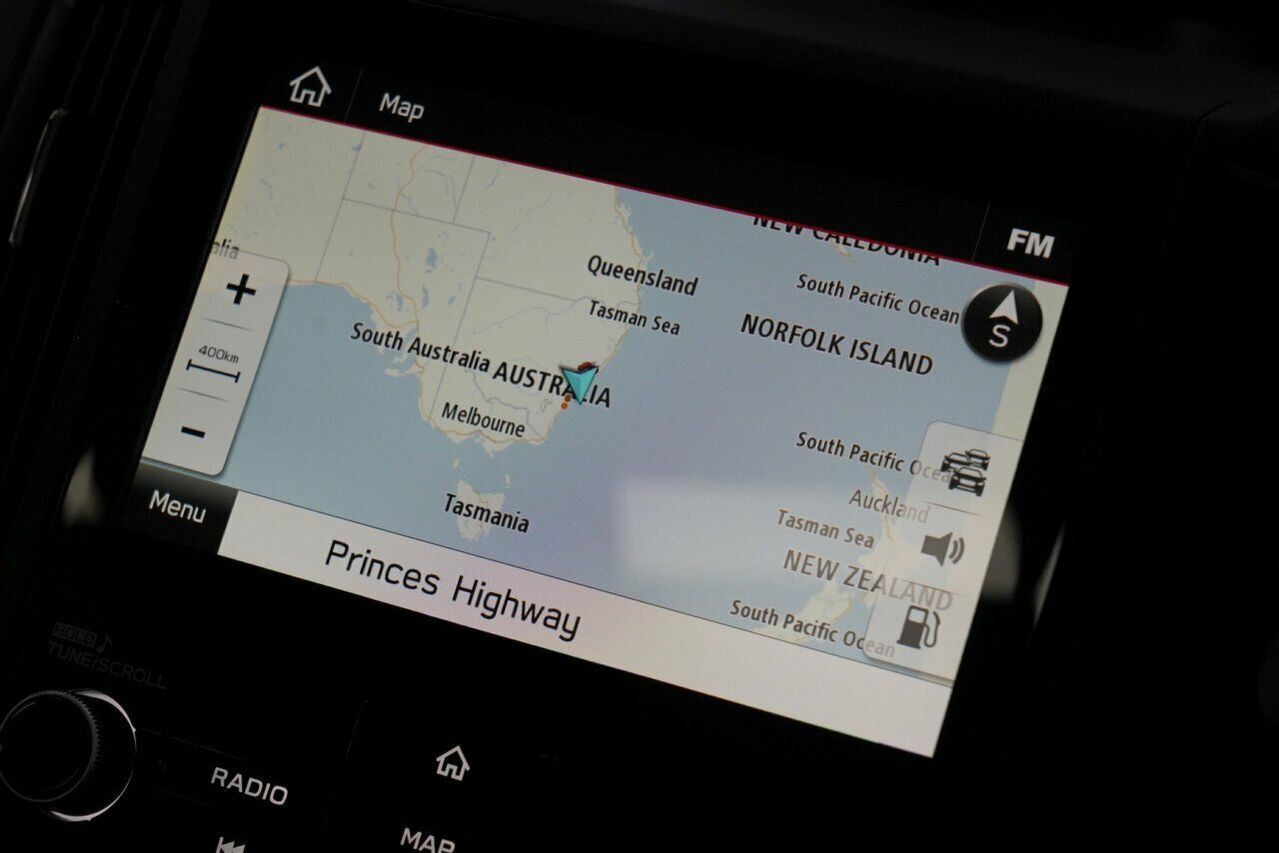 Map
FM
NEW CALEDONIA
alia
Queensland
South Pacific Ocean
Tasman Sea
NORFOLK ISLAND
S
400km
South Australia
AUSTRALIA
Melbourne
South Pacific Ocea
Auckland
Tasmania
Tasman Sea
NEW ZEALAND
Menu
Princes Highway
South Pacific Ocean
HOLD
TUNE/SCROLL
RADIO
MAP